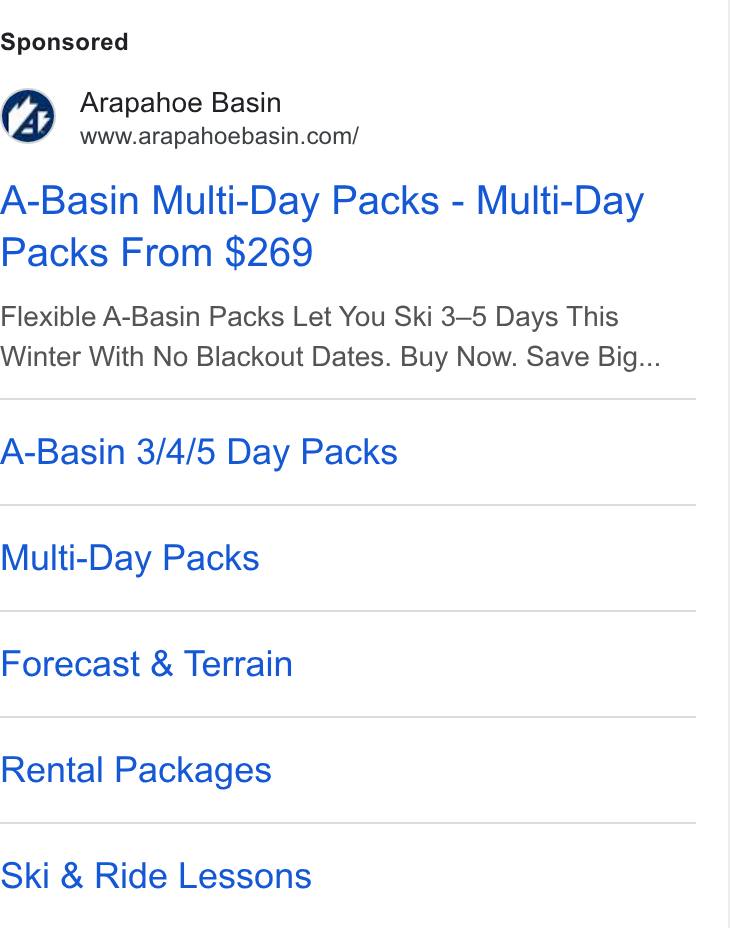 Sponsored
Arapahoe Basin
www.arapahoebasin.com/
A-Basin Multi-Day Packs - Multi-Day
Packs From $269
Flexible A-Basin Packs Let You Ski 3–5 Days This
Winter With No Blackout Dates. Buy Now. Save Big...
A-Basin 3/4/5 Day Packs
Multi-Day Packs
Forecast & Terrain
Rental Packages
Ski & Ride Lessons